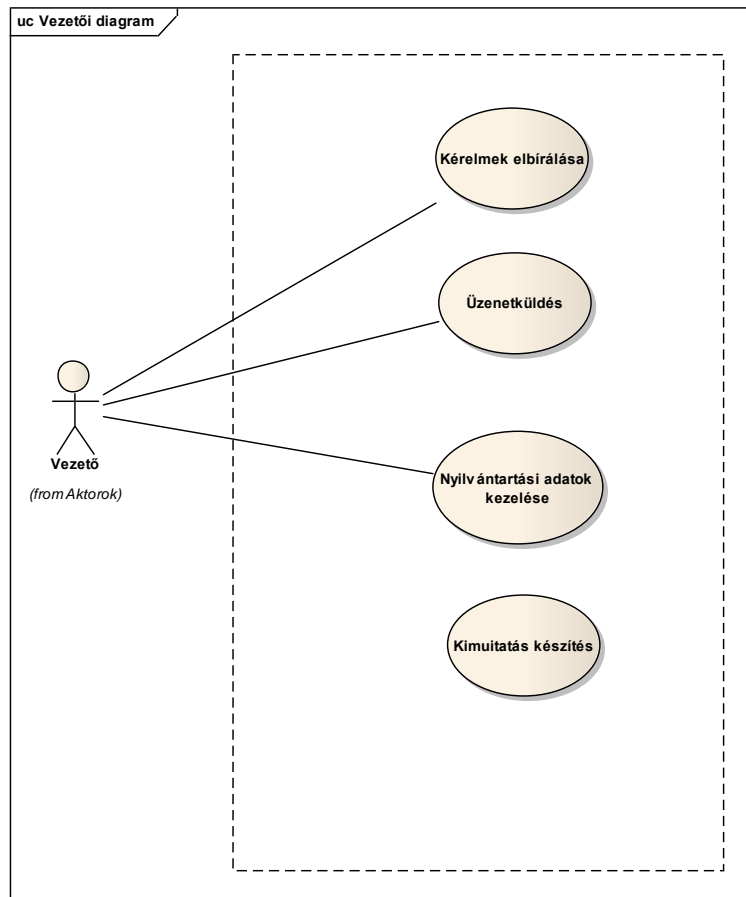 uc Vezetői diagram
Kérelmek elbírálása
Üzenetküldés
Vezető
(from Aktorok)
Nyilvántartási adatok
kezelése
Kimuitatás készítés